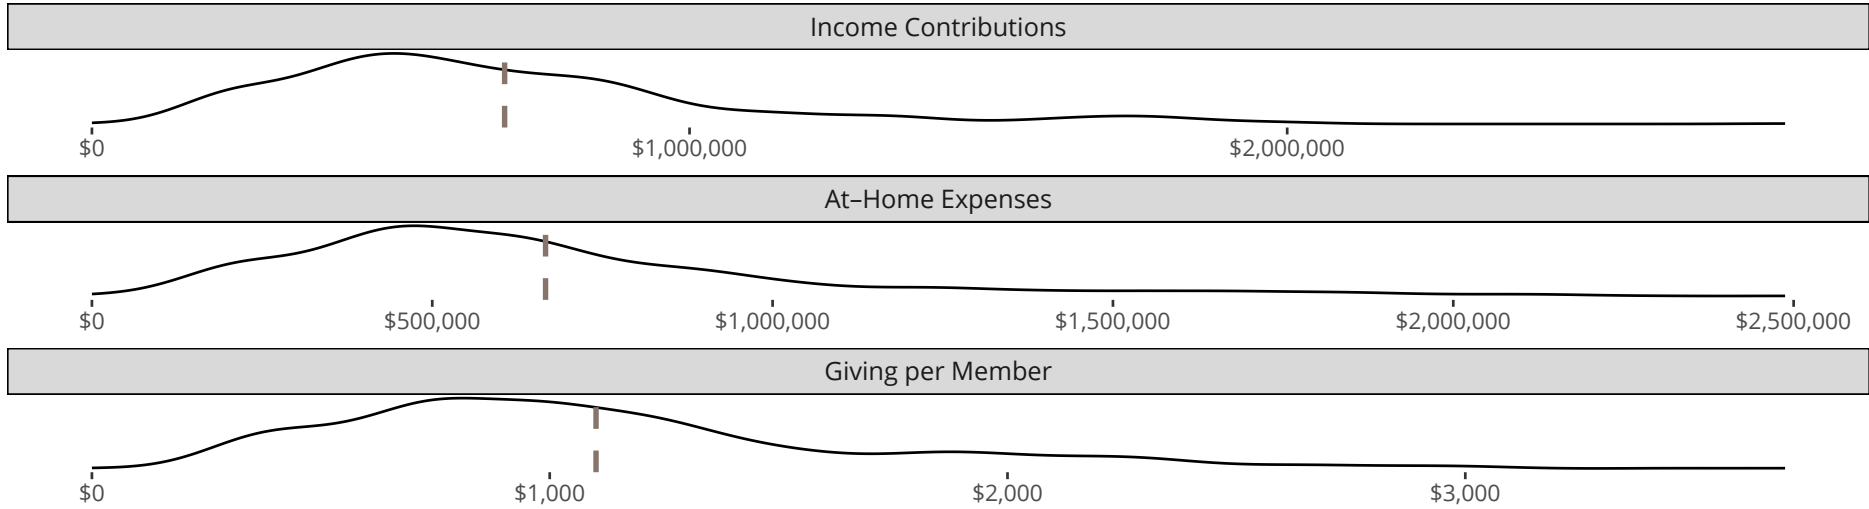 Income Contributions
$0 $1,000,000 $2,000,000
At–Home Expenses
$0 $500,000 $1,000,000 $1,500,000 $2,000,000 $2,500,000
Giving per Member
$0 $1,000 $2,000 $3,000